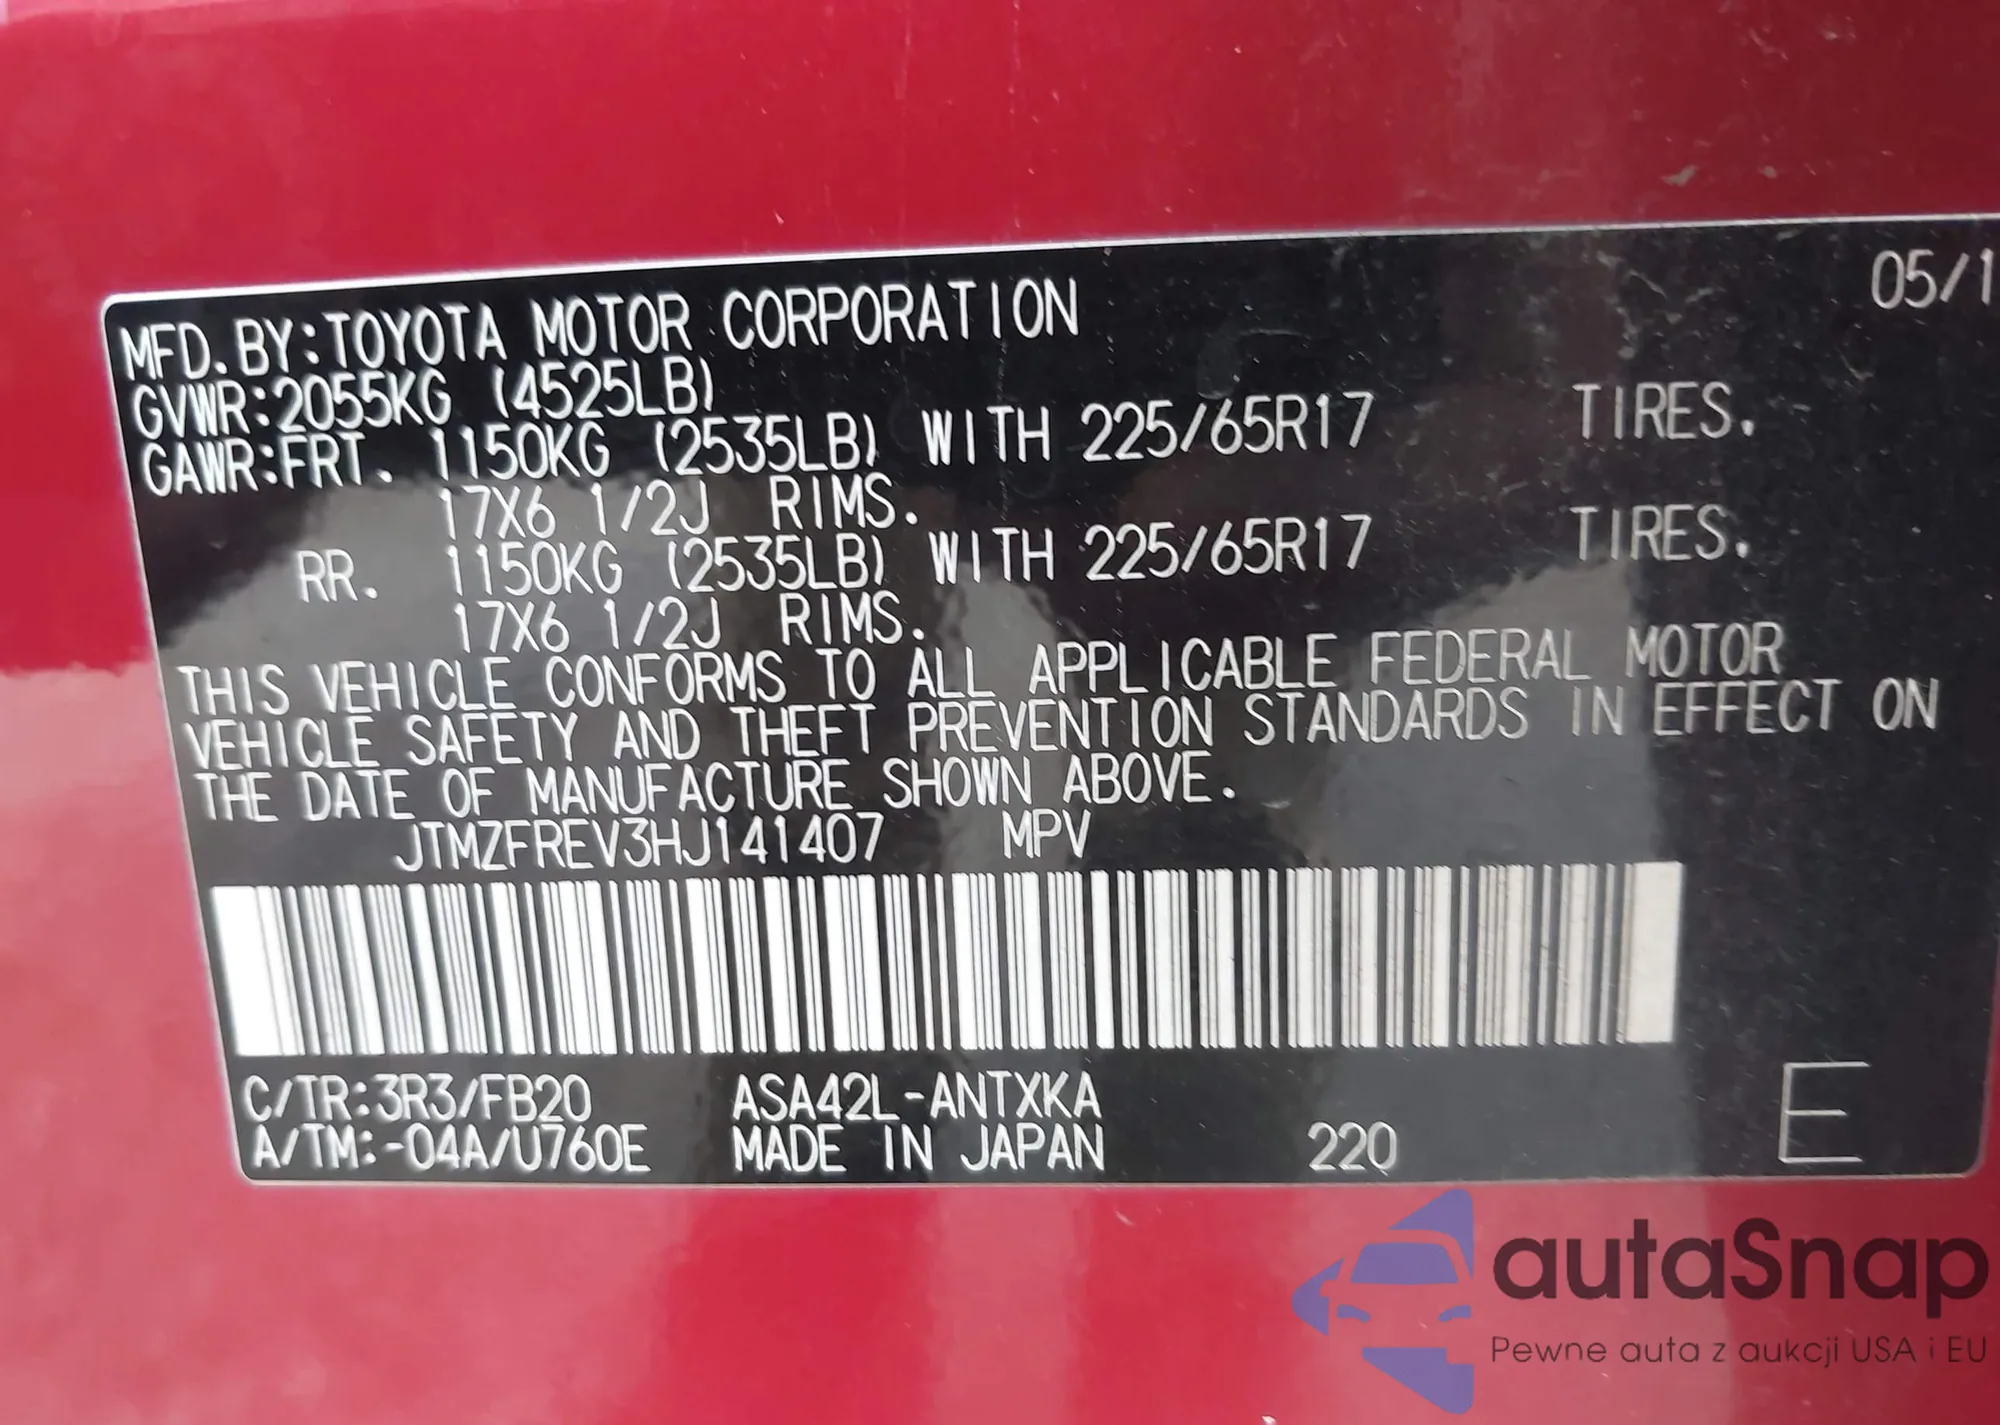 05/1
MFD. BY:TOYOTA MOTOR CORPORATION
GVWR:2055KG (4525LB)
GAWR:FRT. 1150KG (2535LB) WITH 225/65R17 TIRES.
17X6 1/2J RIMS.
RR. 1150KG (2535LB) WITH 225/65R17 TIRES.
17X6 1/2J RIMS.
THIS VEHICLE CONFORMS TO ALL APPLICABLE FEDERAL MOTOR
VEHICLE SAFETY AND THEFT PREVENTION STANDARDS IN EFFECT ON
THE DATE OF MANUFACTURE SHOWN ABOVE.
JTMZFREV3HJ141407 MPV
C/TR:3R3/FB20 ASA42L-ANTXKA
A/TM:-04A/U760E MADE IN JAPAN 220 E
autaSnap
Pewne auta z aukcji USA i EU